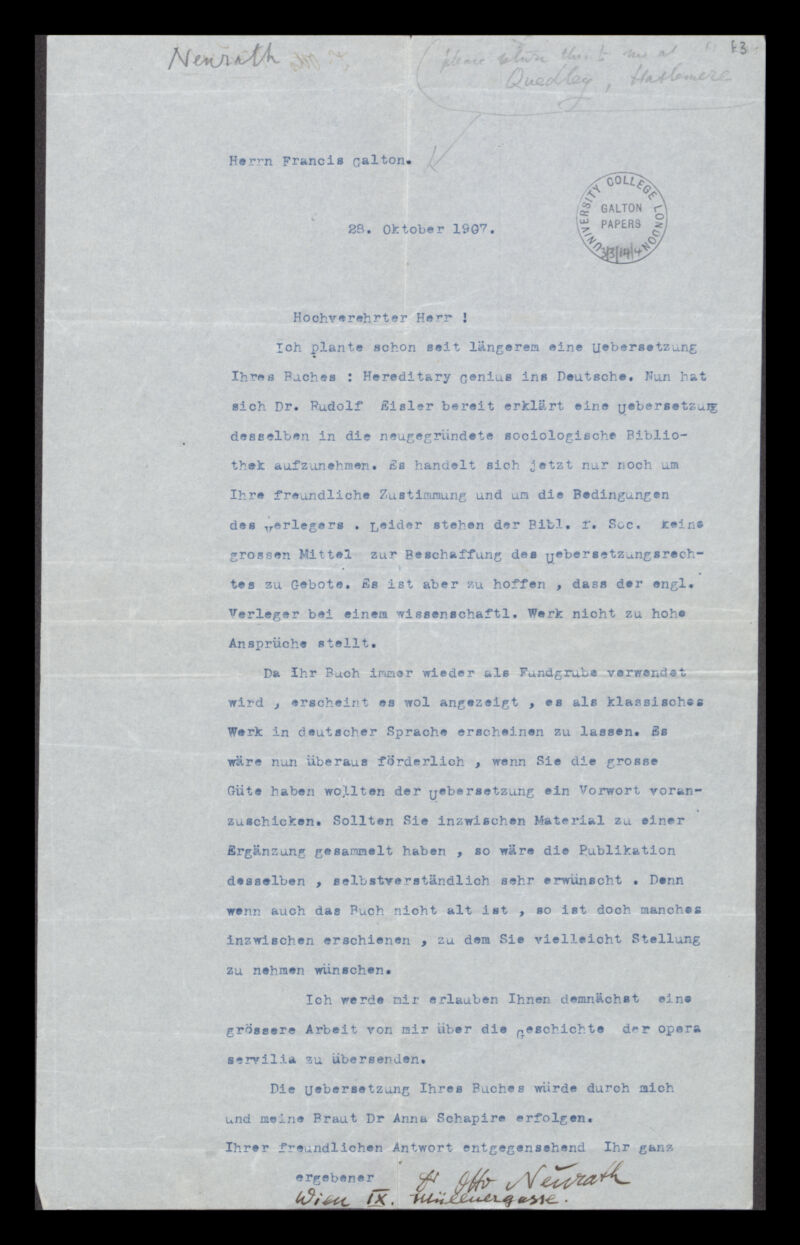 Neurath
please return this to me at
Quedley, Haslemere
63
Herrn Francis Galton.
UNIVERSITY COLLEGE LONDON
GALTON
PAPERS
3/3/14/4
28. Oktober 1907.
Hochverehrter Herr !
Ich plante schon seit längerem eine Uebersetzung
Ihres Buches : Hereditary Genius ins Deutsche. Nun hat
sich Dr. Rudolf Eisler bereit erklärt eine Uebersetzung
desselben in die neugegründete sociologische Biblio-
thek aufzunehmen. Es handelt sich jetzt nur noch um
Ihre freundliche Zustimmung und um die Bedingungen
des Verlegers . Leider stehen der Bibl. f. Soc. keine
grossen Mittel zur Beschaffung des Uebersetzungsrech-
tes zu Gebote. Es ist aber zu hoffen , dass der engl.
Verleger bei einem wissenschaftl. Werk nicht zu hohe
Ansprüche stellt.
Da Ihr Buch immer wieder als Fundgrube verwendet
wird , erscheint es wol angezeigt , es als klassisches
Werk in deutscher Sprache erscheinen zu lassen. Es
wäre nun überaus förderlich , wenn Sie die grosse
Güte haben wollten der Uebersetzung ein Vorwort voran-
zuschicken. Sollten Sie inzwischen Material zu einer
Ergänzung gesammelt haben , so wäre die Publikation
desselben , selbstverständlich sehr erwünscht . Denn
wenn auch das Buch nicht alt ist , so ist doch manches
inzwischen erschienen , zu dem Sie vielleicht Stellung
zu nehmen wünschen.
Ich werde mir erlauben Ihnen demnächst eine
grössere Arbeit von mir über die Geschichte der opera
servilia zu übersenden.
Die Uebersetzung Ihres Buches würde durch mich
und meine Braut Dr Anna Schapire erfolgen.
Ihrer freundlichen Antwort entgegensehend Ihr ganz
ergebener Dr Otto Neurath
Wien IX. Müllnergasse.